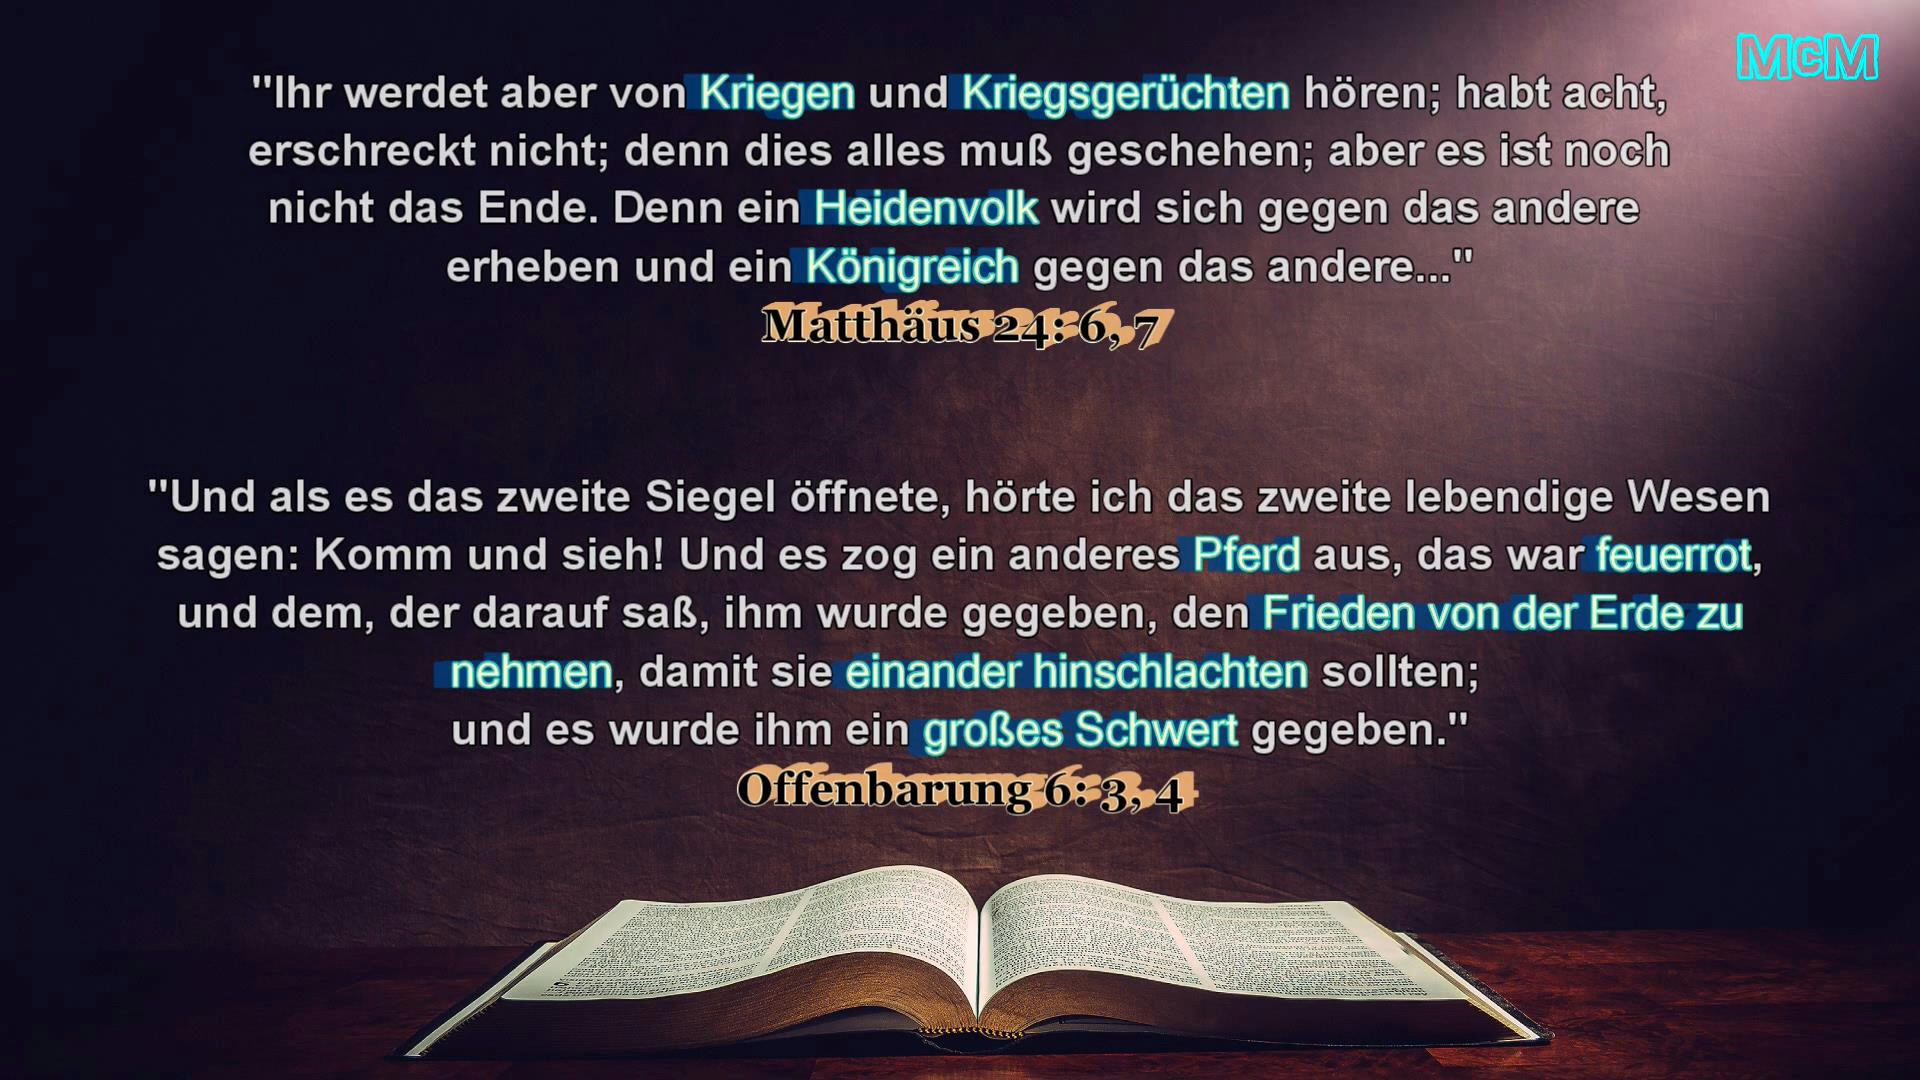 McM
"Ihr werdet aber von Kriegen und Kriegsgerüchten hören; habt acht,
erschreckt nicht; denn dies alles muß geschehen; aber es ist noch
nicht das Ende. Denn ein Heidenvolk wird sich gegen das andere
erheben und ein Königreich gegen das andere..."
Matthäus 24: 6, 7
"Und als es das zweite Siegel öffnete, hörte ich das zweite lebendige Wesen
sagen: Komm und sieh! Und es zog ein anderes Pferd aus, das war feuerrot,
und dem, der darauf saß, ihm wurde gegeben, den Frieden von der Erde zu
nehmen, damit sie einander hinschlachten sollten;
und es wurde ihm ein großes Schwert gegeben."
Offenbarung 6: 3, 4